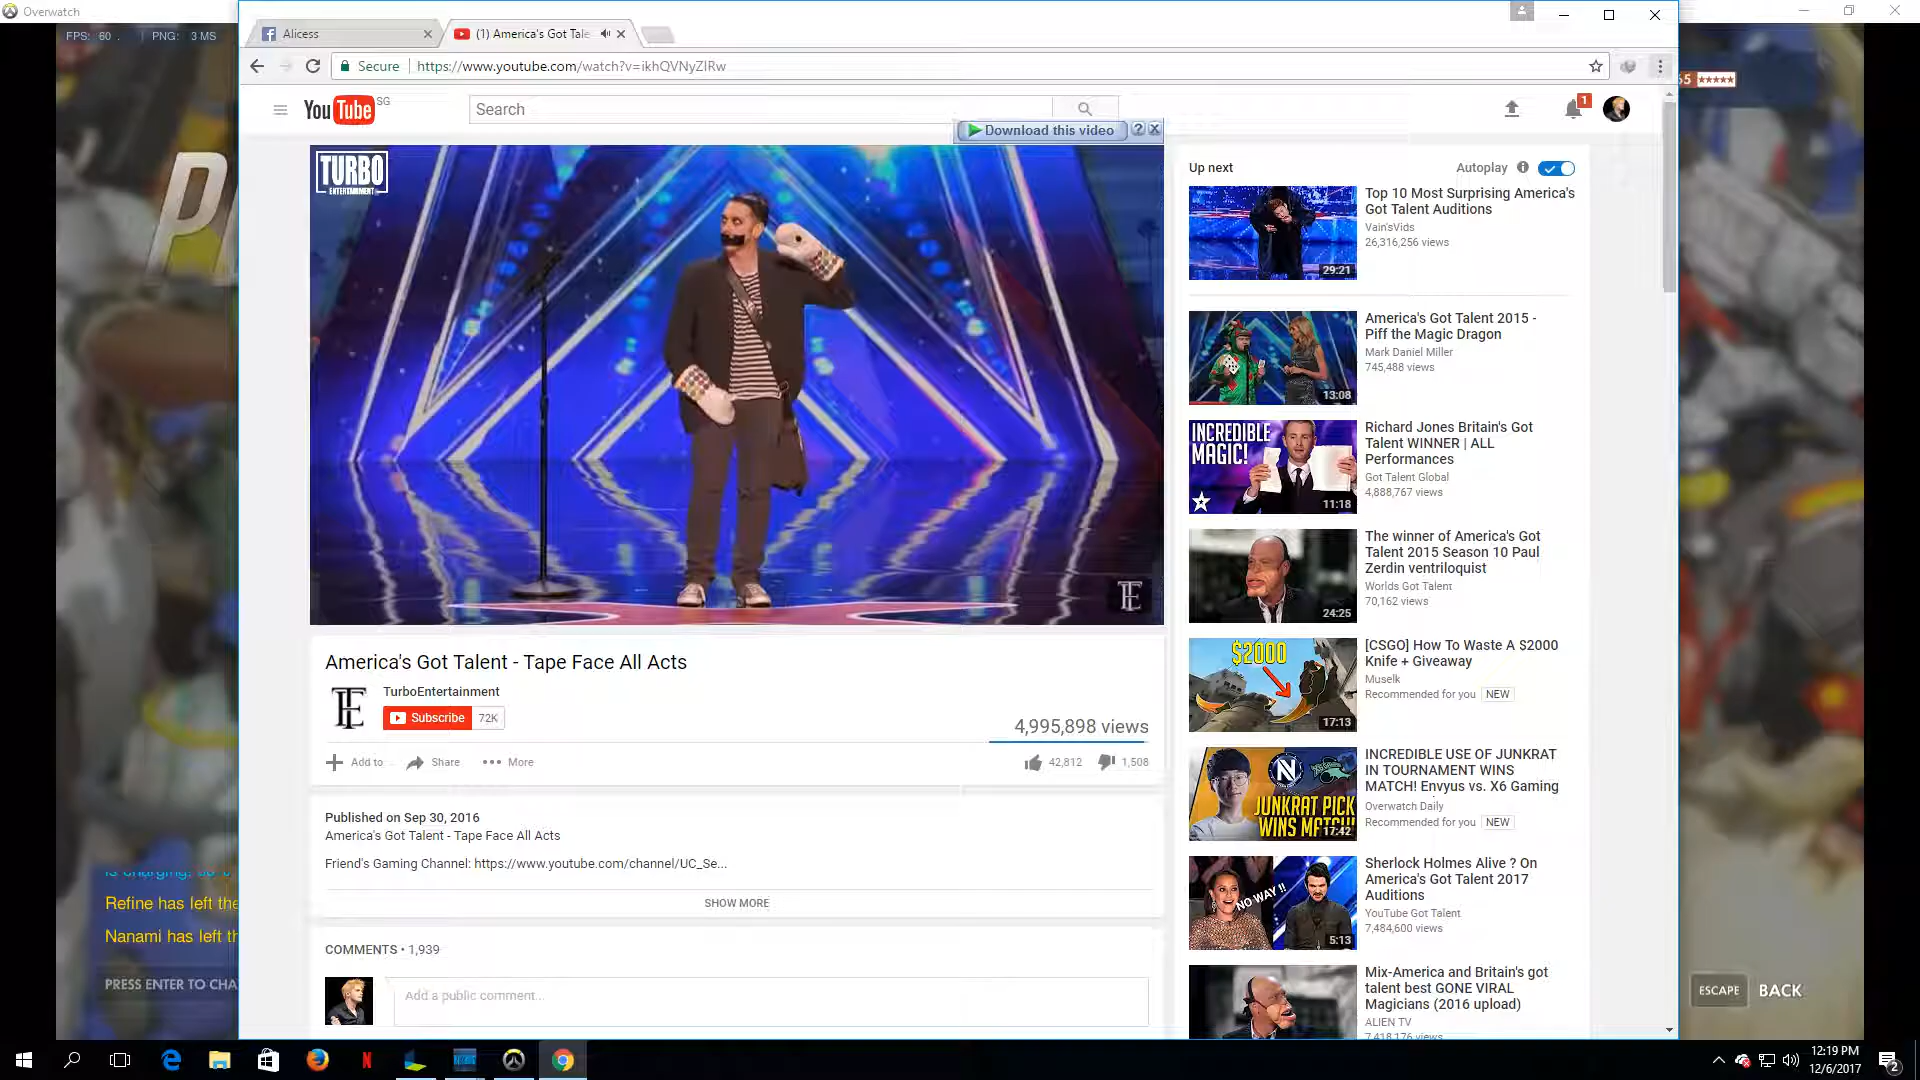 Overwatch
FPS: 60 . | PNG: 3 MS
Alicess
(1) America's Got Tale
Secure
https://www.youtube.com/watch?v=ikhQVNyZIRw
YouTube SG
Search
1
Download this video
?
TURBO
ENTERTAINMENT
America's Got Talent - Tape Face All Acts
TurboEntertainment
Subscribe 72K
4,995,898 views
Add to Share More
42,812 1,508
Published on Sep 30, 2016
America's Got Talent - Tape Face All Acts
Friend's Gaming Channel: https://www.youtube.com/channel/UC_Se...
SHOW MORE
COMMENTS • 1,939
Add a public comment...
Up next
Autoplay
Top 10 Most Surprising America's
Got Talent Auditions
Vain'sVids
26,316,256 views
29:21
America's Got Talent 2015 -
Piff the Magic Dragon
Mark Daniel Miller
745,488 views
13:08
INCREDIBLE
MAGIC!
11:18
Richard Jones Britain's Got
Talent WINNER | ALL
Performances
Got Talent Global
4,888,767 views
The winner of America's Got
Talent 2015 Season 10 Paul
Zerdin ventriloquist
Worlds Got Talent
70,162 views
24:25
$2000
17:13
[CSGO] How To Waste A $2000
Knife + Giveaway
Muselk
Recommended for you NEW
JUNKRAT PICK
WINS MATCH!
17:42
INCREDIBLE USE OF JUNKRAT
IN TOURNAMENT WINS
MATCH! Envyus vs. X6 Gaming
Overwatch Daily
Recommended for you NEW
NO WAY !!
5:13
Sherlock Holmes Alive ? On
America's Got Talent 2017
Auditions
YouTube Got Talent
7,484,600 views
Mix-America and Britain's got
talent best GONE VIRAL
Magicians (2016 upload)
ALIEN TV
7,418,176 views
Refine has left the
Nanami has left th
PRESS ENTER TO CHA
ESCAPE BACK
12:19 PM
12/6/2017
2